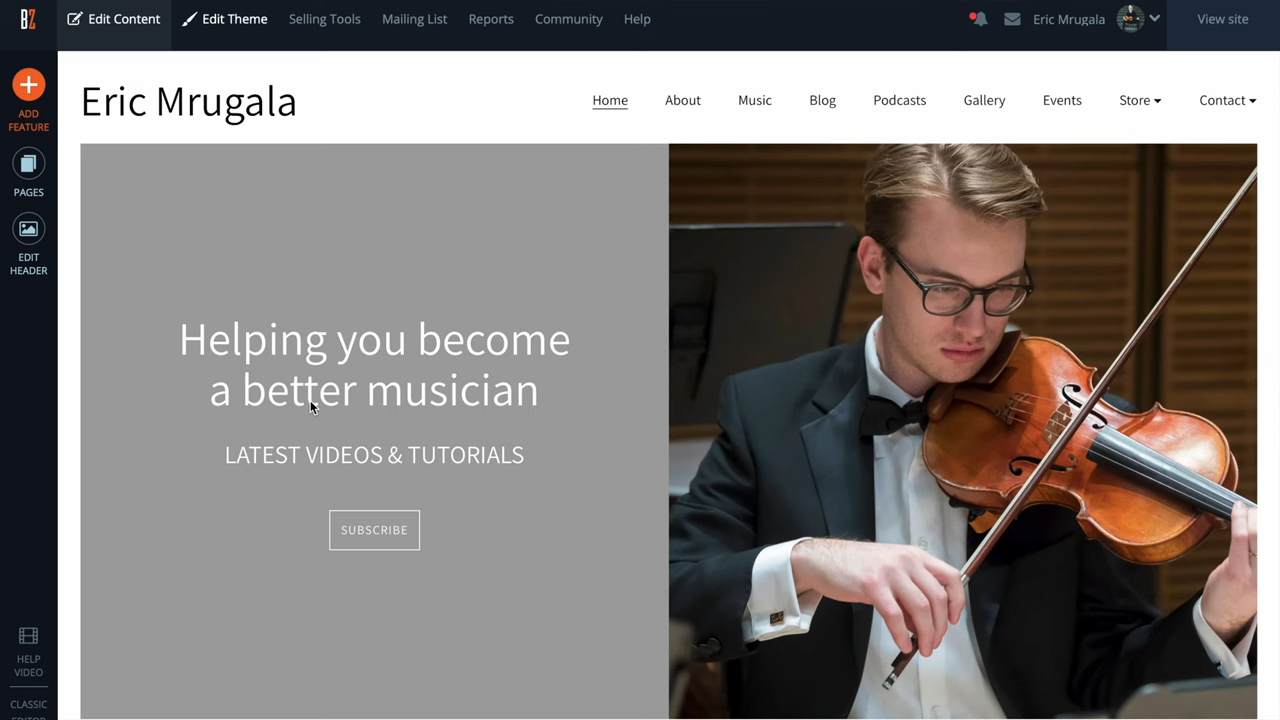 BZ
Edit Content
Edit Theme
Selling Tools
Mailing List
Reports
Community
Help
Eric Mrugala
View site
ADD
FEATURE
PAGES
EDIT
HEADER
HELP
VIDEO
CLASSIC
EDITOR
Eric Mrugala
Home
About
Music
Blog
Podcasts
Gallery
Events
Store
Contact
Helping you become
a better musician
LATEST VIDEOS & TUTORIALS
SUBSCRIBE